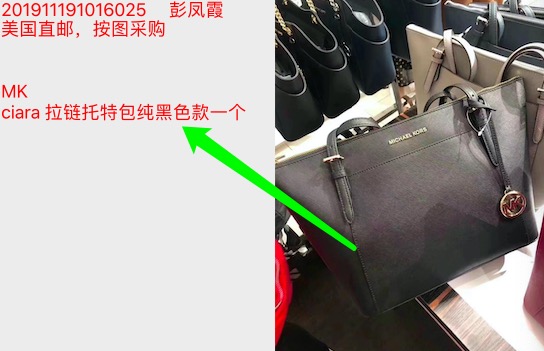 201911191016025 彭凤霞
美国直邮，按图采购
MK
ciara 拉链托特包纯黑色款一个
MICHAEL KORS
MK